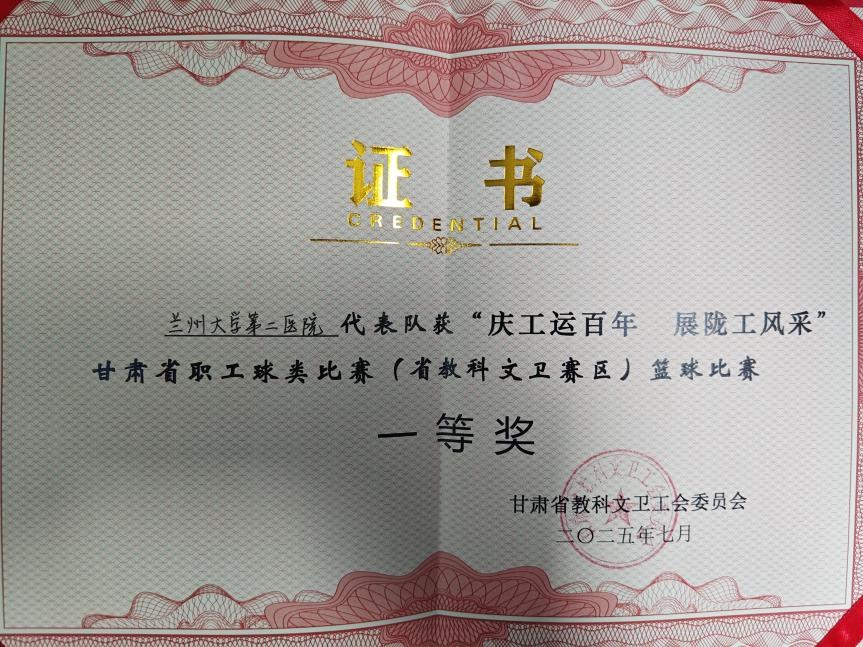 证 书
CREDENTIAL
兰州大学第二医院 代表队获“庆工运百年 展陇工风采”
甘肃省职工球类比赛（省教科文卫赛区）篮球比赛
一等奖
甘肃省教科文卫工会委员会
二〇二五年七月